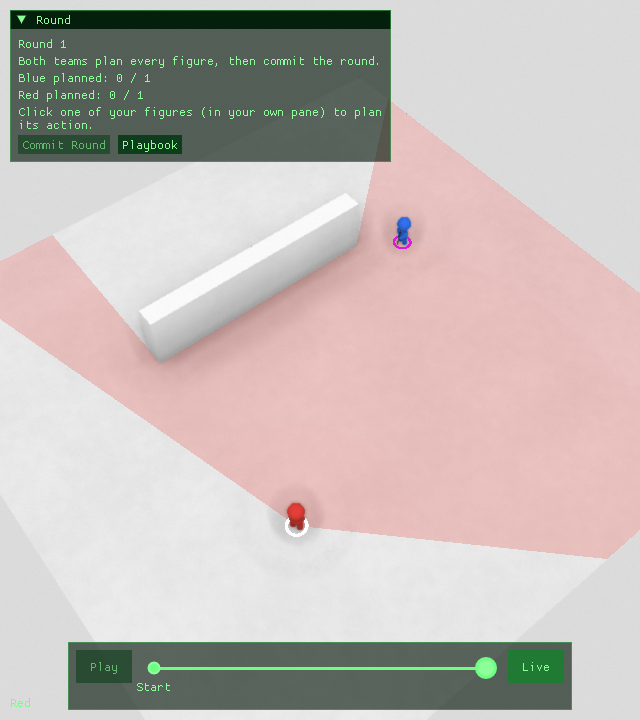 Round
Round 1
Both teams plan every figure, then commit the round.
Blue planned: 0 / 1
Red planned: 0 / 1
Click one of your figures (in your own pane) to plan
its action.
Commit Round Playbook
Play Live
Start
Red